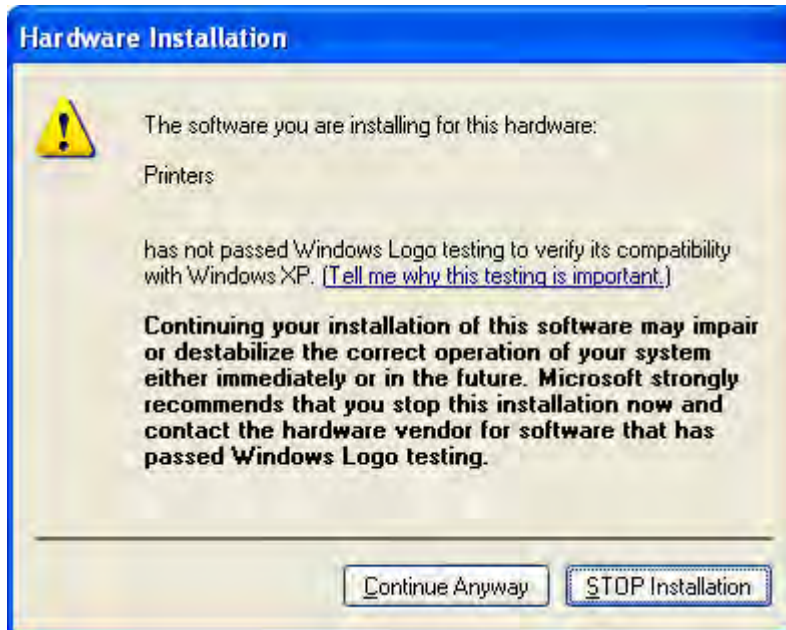 Hardware Installation
The software you are installing for this hardware:
Printers
has not passed Windows Logo testing to verify its compatibility
with Windows XP. (Tell me why this testing is important.)
Continuing your installation of this software may impair
or destabilize the correct operation of your system
either immediately or in the future. Microsoft strongly
recommends that you stop this installation now and
contact the hardware vendor for software that has
passed Windows Logo testing.
Continue Anyway
STOP Installation